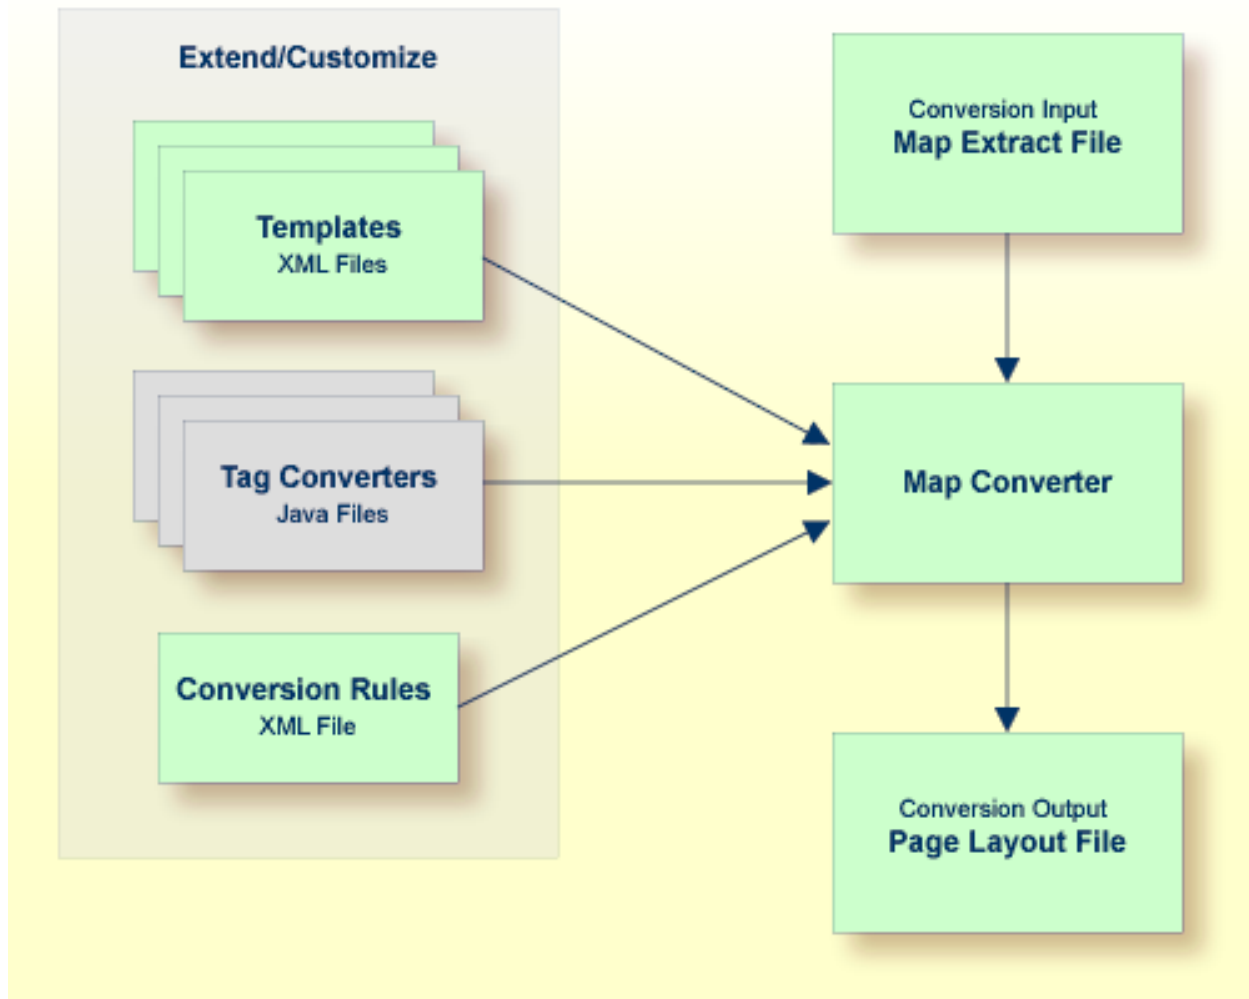 Extend/Customize
Templates
XML Files
Tag Converters
Java Files
Conversion Rules
XML File
Conversion Input
Map Extract File
Map Converter
Conversion Output
Page Layout File